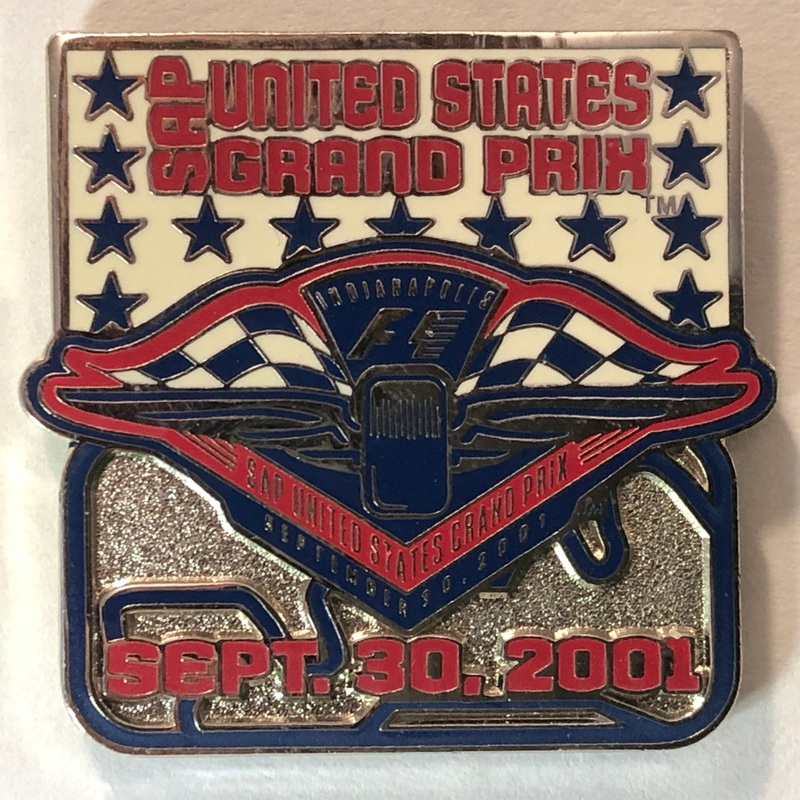 SAP UNITED STATES
GRAND PRIX
TM
INDIANAPOLIS
F1
SAP UNITED STATES GRAND PRIX
SEPTEMBER 30, 2001
SEPT. 30, 2001